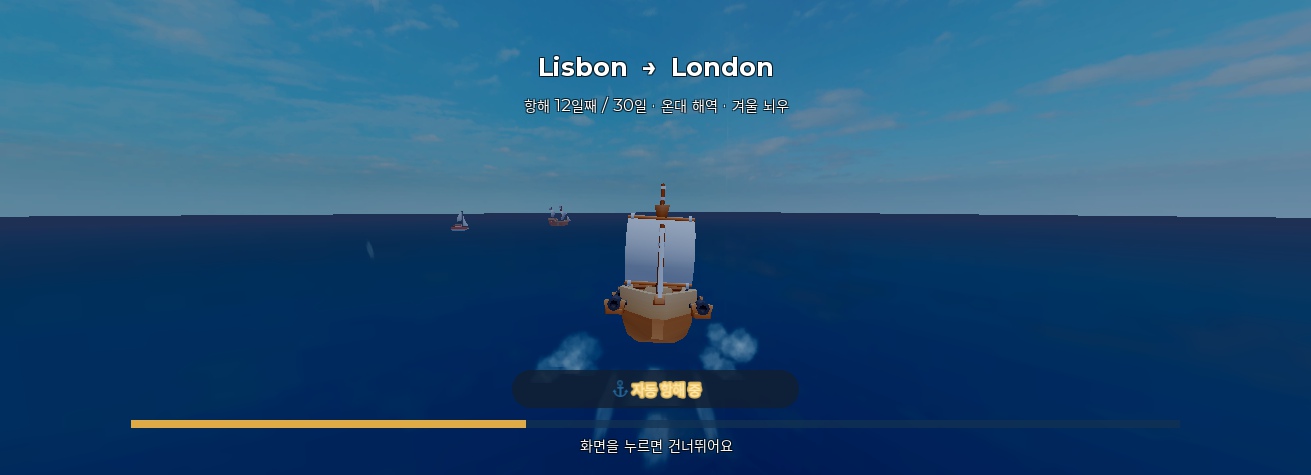 Lisbon → London
항해 12일째 / 30일 · 온대 해역 · 겨울 뇌우
⚓ 자동 항해 중
화면을 누르면 건너뛰어요